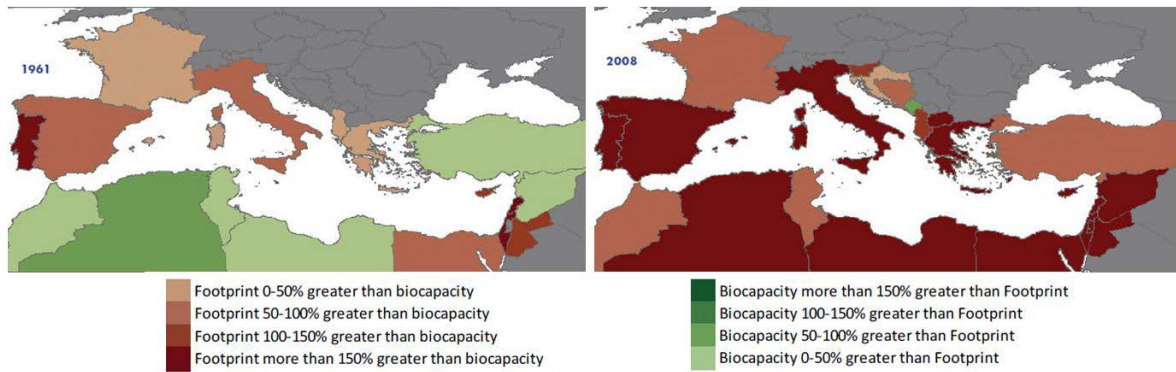 1961
2008
Footprint 0-50% greater than biocapacity
Footprint 50-100% greater than biocapacity
Footprint 100-150% greater than biocapacity
Footprint more than 150% greater than biocapacity
Biocapacity more than 150% greater than Footprint
Biocapacity 100-150% greater than Footprint
Biocapacity 50-100% greater than Footprint
Biocapacity 0-50% greater than Footprint